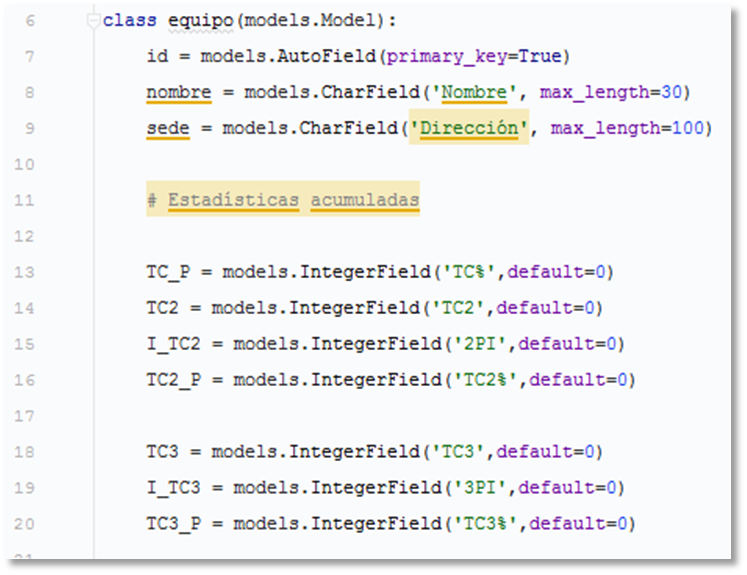 6 class equipo(models.Model):
7 id = models.AutoField(primary_key=True)
8 nombre = models.CharField('Nombre', max_length=30)
9 sede = models.CharField('Dirección', max_length=100)
10
11 # Estadísticas acumuladas
12
13 TC_P = models.IntegerField('TC%',default=0)
14 TC2 = models.IntegerField('TC2',default=0)
15 I_TC2 = models.IntegerField('2PI',default=0)
16 TC2_P = models.IntegerField('TC2%',default=0)
17
18 TC3 = models.IntegerField('TC3',default=0)
19 I_TC3 = models.IntegerField('3PI',default=0)
20 TC3_P = models.IntegerField('TC3%',default=0)